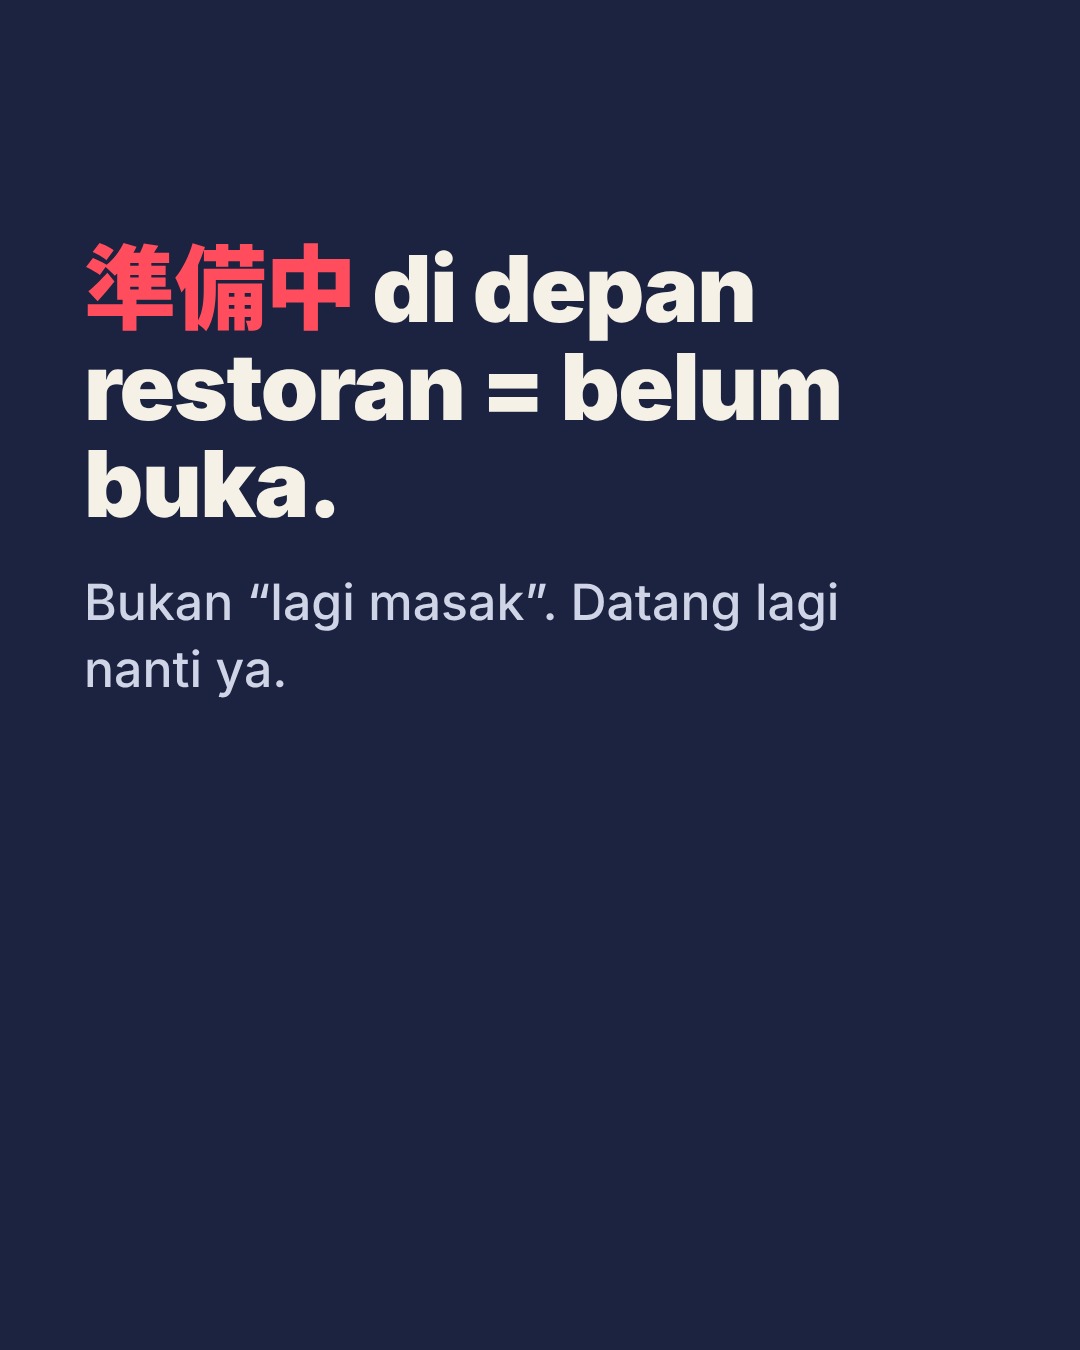 準備中 di depan
restoran = belum
buka.
Bukan “lagi masak”. Datang lagi
nanti ya.